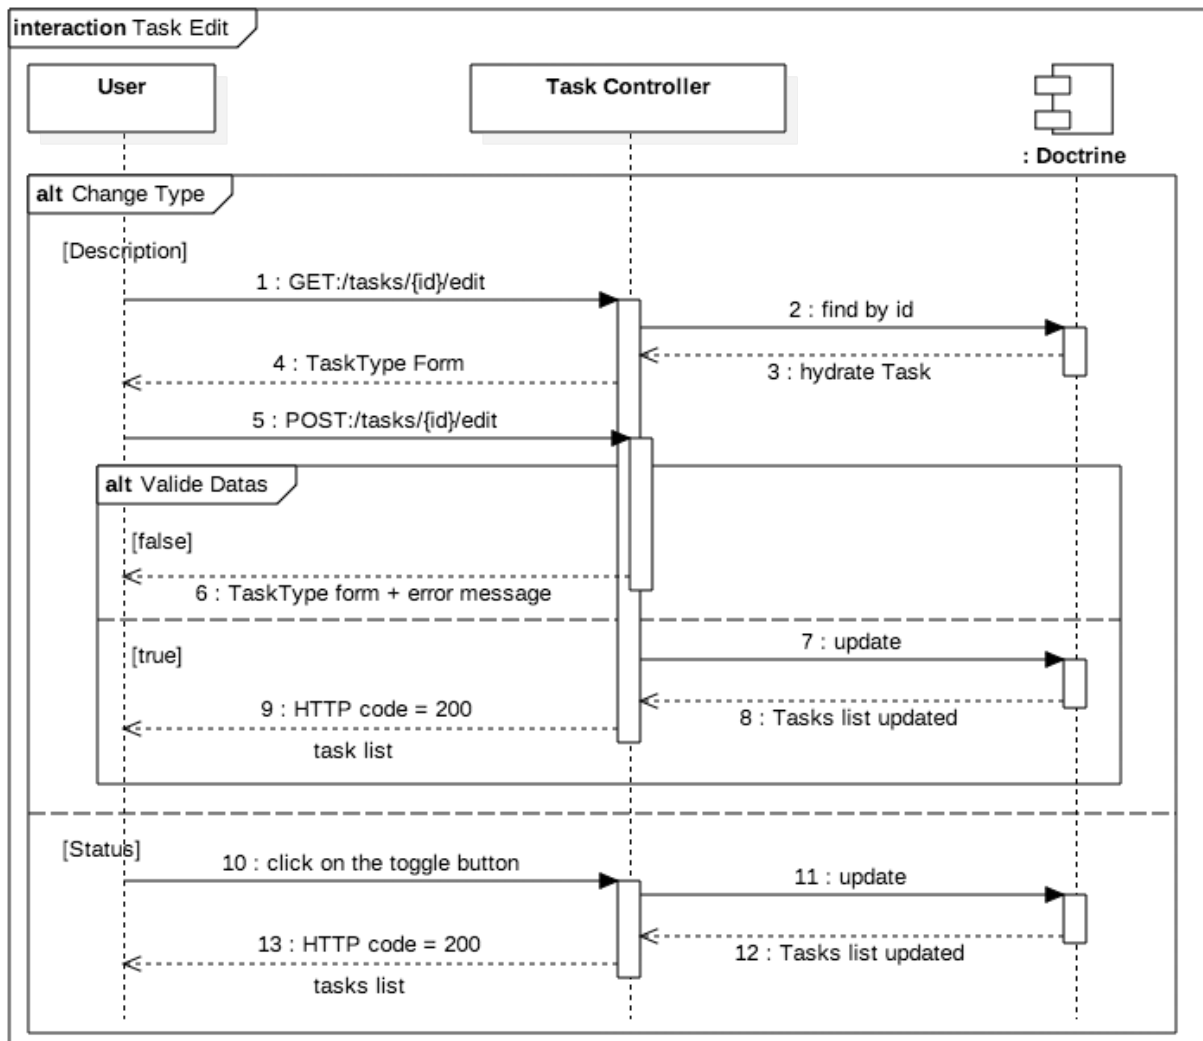 interaction Task Edit
User
Task Controller
: Doctrine
alt Change Type
[Description]
1 : GET:/tasks/{id}/edit
2 : find by id
3 : hydrate Task
4 : TaskType Form
5 : POST:/tasks/{id}/edit
alt Valide Datas
[false]
6 : TaskType form + error message
[true]
7 : update
8 : Tasks list updated
9 : HTTP code = 200
task list
[Status]
10 : click on the toggle button
11 : update
12 : Tasks list updated
13 : HTTP code = 200
tasks list